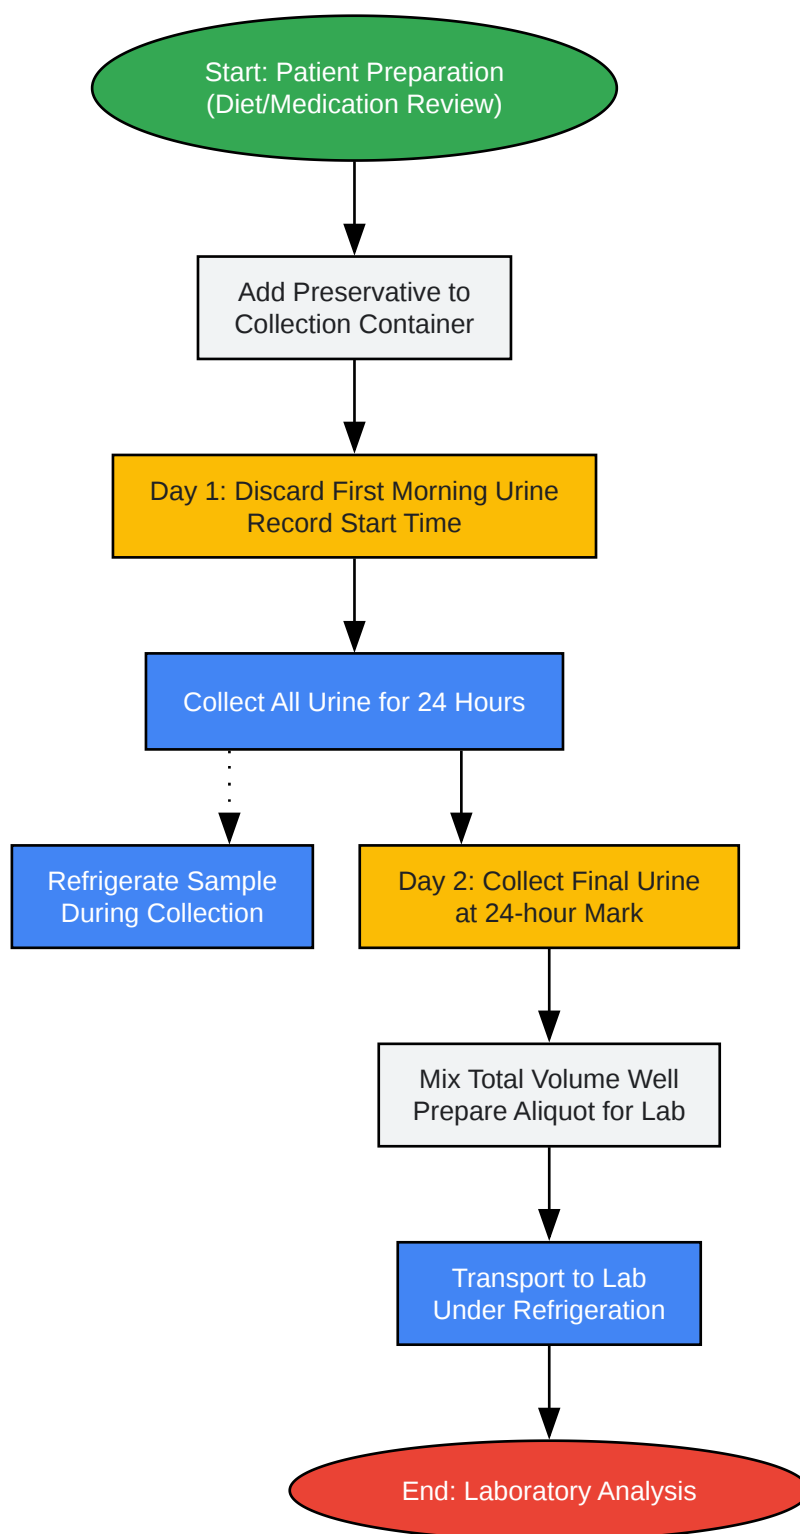 Start: Patient Preparation
(Diet/Medication Review)
Add Preservative to
Collection Container
Day 1: Discard First Morning Urine
Record Start Time
Collect All Urine for 24 Hours
Refrigerate Sample
During Collection
Day 2: Collect Final Urine
at 24-hour Mark
Mix Total Volume Well
Prepare Aliquot for Lab
Transport to Lab
Under Refrigeration
End: Laboratory Analysis